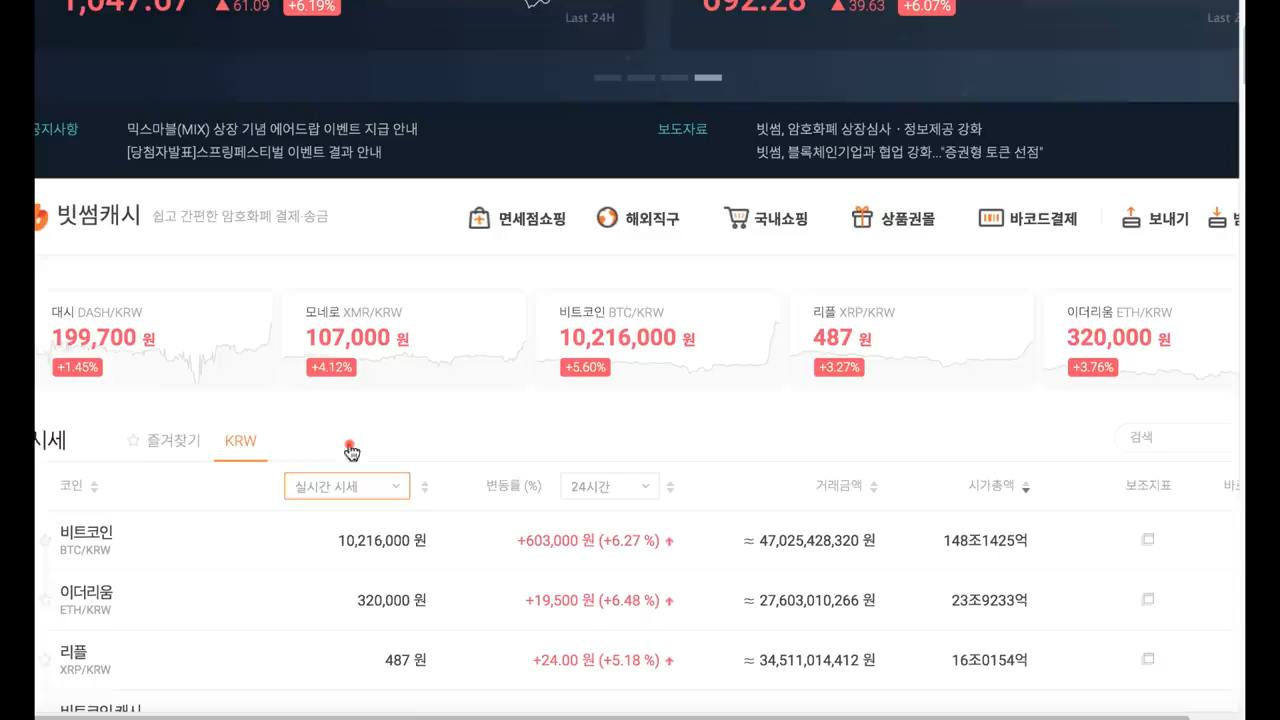 1,047.67 ▲ 61.09 +6.19% Last 24H
692.28 ▲ 39.63 +6.07% Last
공지사항
믹스마블(MIX) 상장 기념 에어드랍 이벤트 지급 안내
[당첨자발표]스프링페스티벌 이벤트 결과 안내
보도자료
빗썸, 암호화폐 상장심사ㆍ정보제공 강화
빗썸, 블록체인기업과 협업 강화..."증권형 토큰 선점"
빗썸캐시 쉽고 간편한 암호화폐 결제·송금
면세점쇼핑 해외직구 국내쇼핑 상품권몰 바코드결제 보내기
대시 DASH/KRW
199,700 원
+1.45%
모네로 XMR/KRW
107,000 원
+4.12%
비트코인 BTC/KRW
10,216,000 원
+5.60%
리플 XRP/KRW
487 원
+3.27%
이더리움 ETH/KRW
320,000 원
+3.76%
시세 즐겨찾기 KRW 검색
코인 실시간 시세 변동률 (%) 24시간 거래금액 시가총액 보조지표
비트코인
BTC/KRW
10,216,000 원 +603,000 원 (+6.27 %) ≈ 47,025,428,320 원 148조1425억
이더리움
ETH/KRW
320,000 원 +19,500 원 (+6.48 %) ≈ 27,603,010,266 원 23조9233억
리플
XRP/KRW
487 원 +24.00 원 (+5.18 %) ≈ 34,511,014,412 원 16조0154억
비트코인 캐시